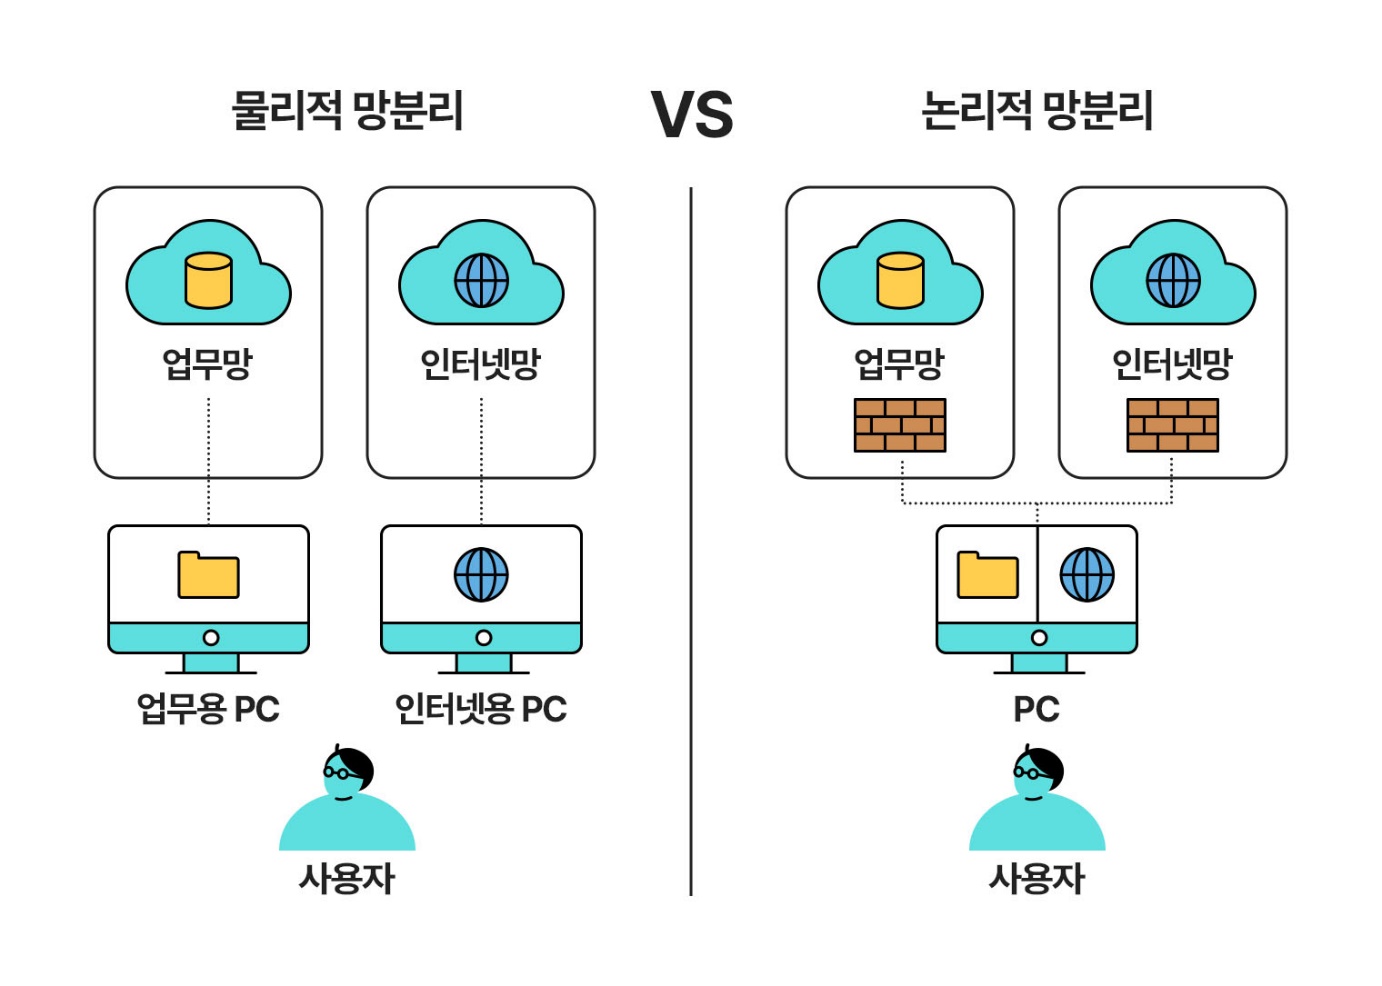 물리적 망분리
VS
논리적 망분리
업무망
인터넷망
업무망
인터넷망
업무용 PC
인터넷용 PC
PC
사용자
사용자